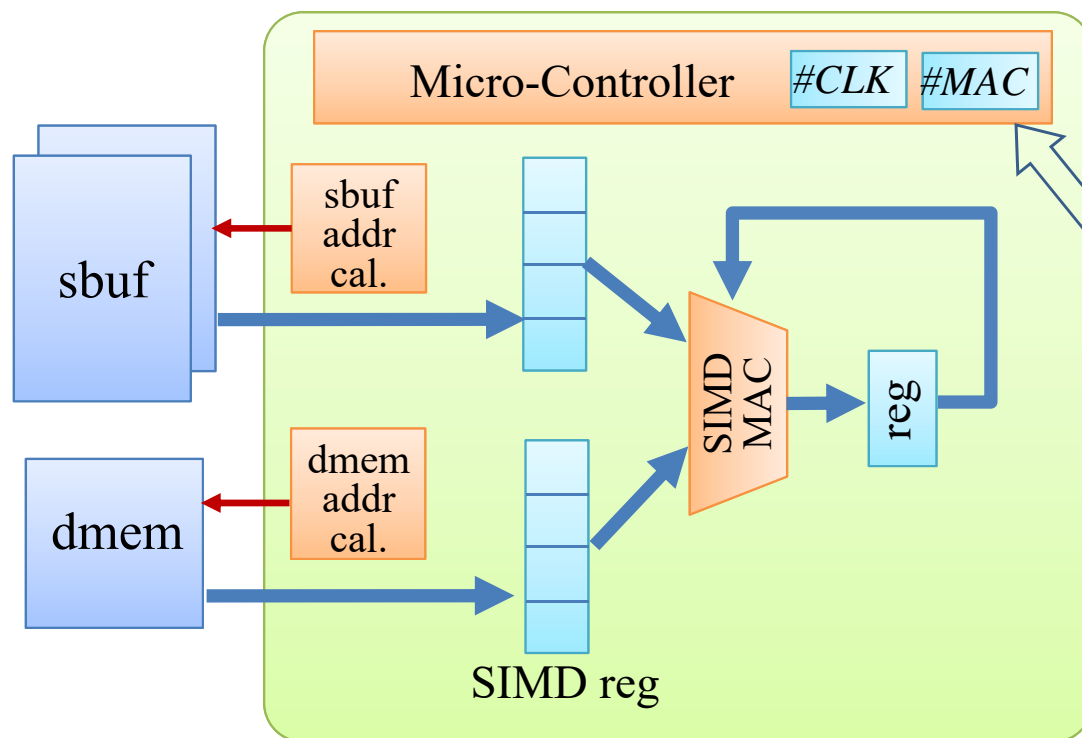 Micro-Controller #CLK #MAC
sbuf
addr
cal.
sbuf
SIMD
MAC
reg
dmem
addr
cal.
dmem
SIMD reg